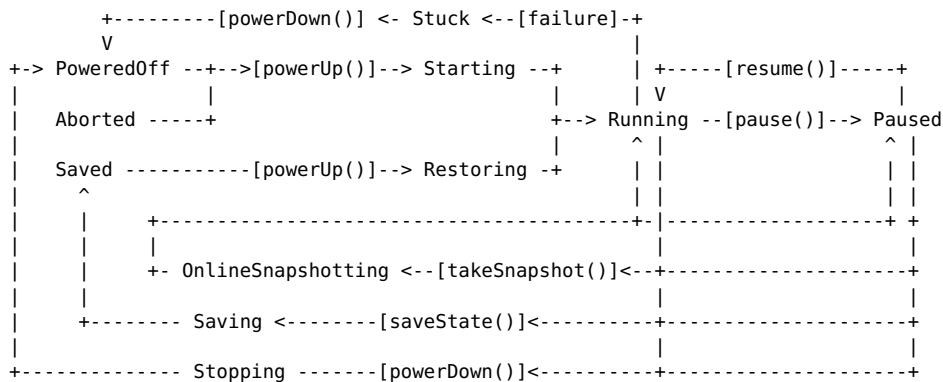 +---------[powerDown()] <- Stuck <--[failure]-+
V |
+-> PoweredOff --+-->[powerUp()]--> Starting --+ | +-----[resume()]-----+
| | | | V |
| Aborted -----+ +--> Running --[pause()]--> Paused
| | ^ | ^ |
| Saved -----------[powerUp()]--> Restoring -+ | | | |
| ^ | | | |
| | +-----------------------------------------+-|-------------------+ +
| | | | |
| | +- OnlineSnapshotting <--[takeSnapshot()]<--+---------------------+
| | | |
| +-------- Saving <--------[saveState()]<----------+---------------------+
| | |
+-------------- Stopping -------[powerDown()]<----------+---------------------+